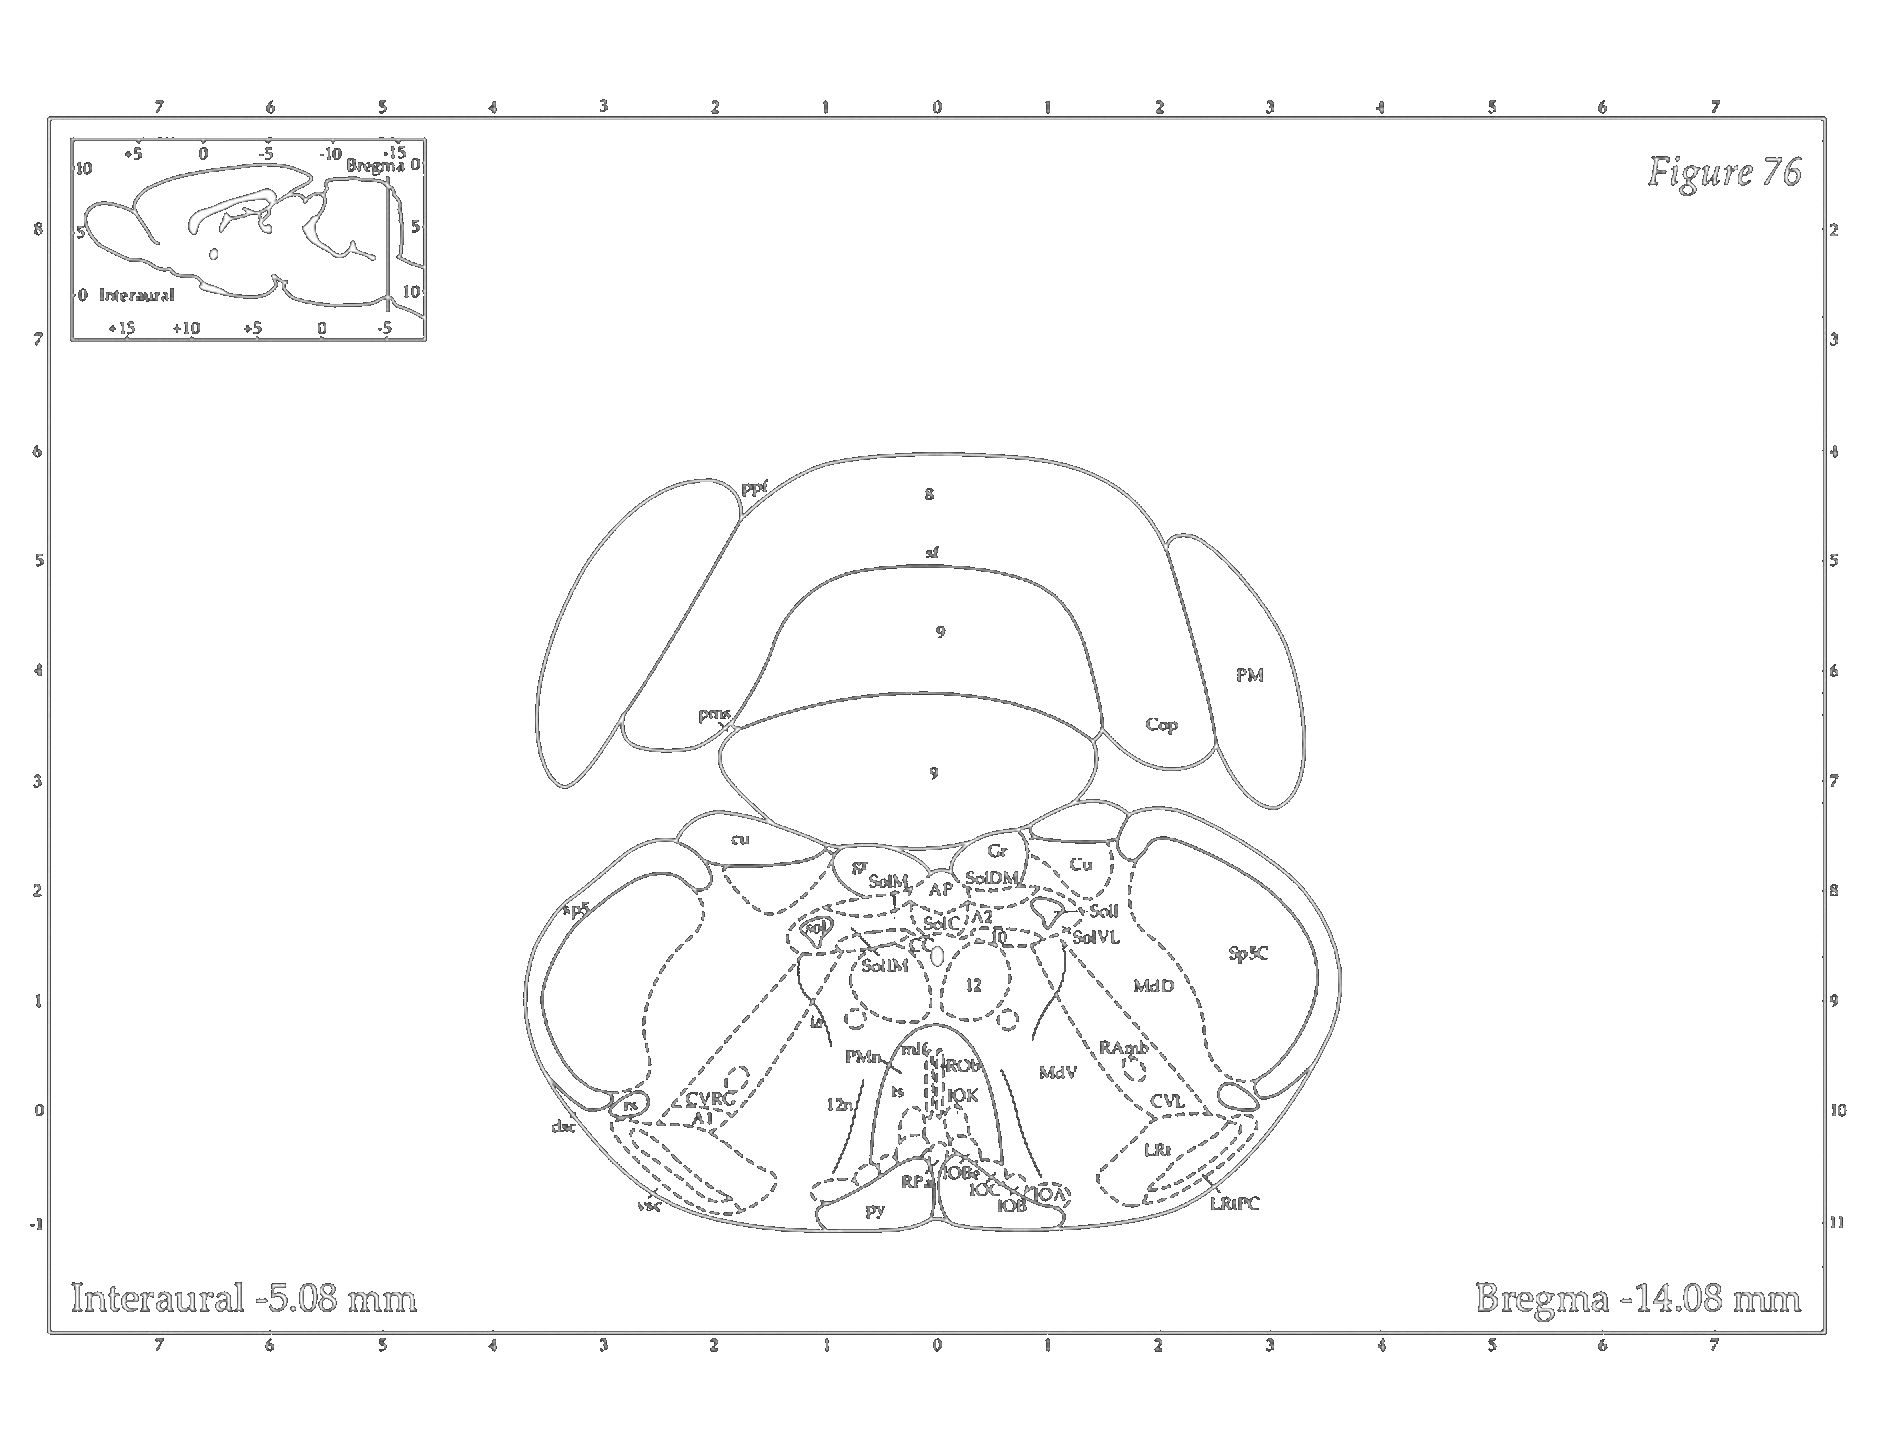 7 6 5 4 3 2 1 0 1 2 3 4 5 6 7
+5 0 -5 -10 -15
Bregma 0
10
5 5
0 Interaural 10
+15 +10 +5 0 -5
Figure 76
8 2
7 3
6 4
ppf
8
5 sf 5
9
4 PM 6
pms Cop
3 9 7
cu Gr Cu
gr
SolM AP SolDM
2 8
sp5 SolC A2 SolI
sol 10 SolVL
CC
SolIM Sp5C
12 MdD
1 9
io
PMn mlf RAmb
ROb MdV
ts IOK
rs CVRC 12n CVL
0 A1 10
dsc
LRt
RPa IOBe IOC IOB IOA
vsc LRtPC
py
-1 11
Interaural -5.08 mm Bregma -14.08 mm
7 6 5 4 3 2 1 0 1 2 3 4 5 6 7